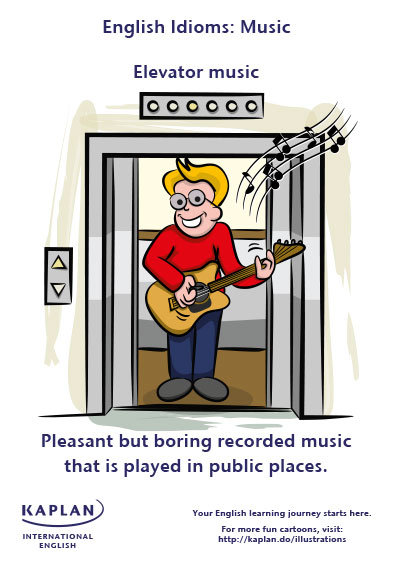 English Idioms: Music
Elevator music
Pleasant but boring recorded music
that is played in public places.
KAPLAN
INTERNATIONAL
ENGLISH
Your English learning journey starts here.
For more fun cartoons, visit:
http://kaplan.do/illustrations